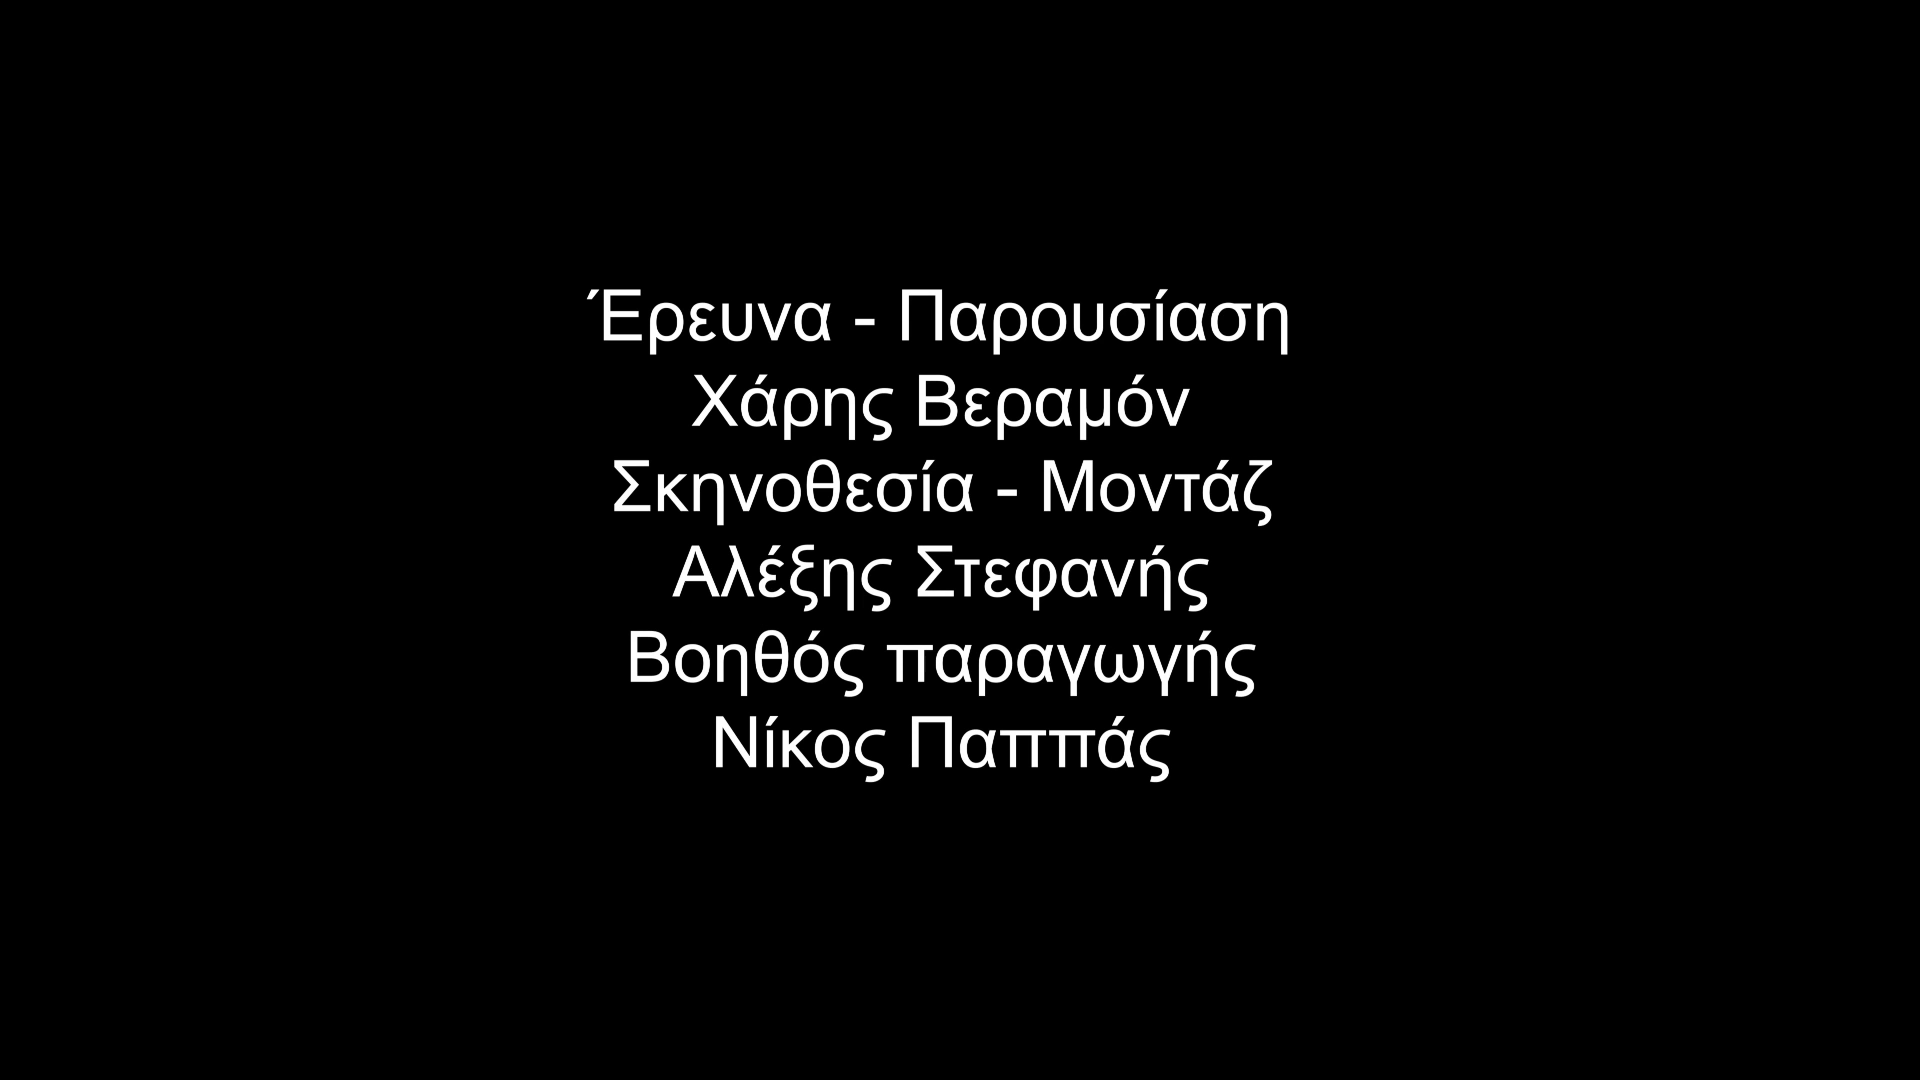 Έρευνα - Παρουσίαση
Χάρης Βεραμόν
Σκηνοθεσία - Μοντάζ
Αλέξης Στεφανής
Βοηθός παραγωγής
Νίκος Παππάς